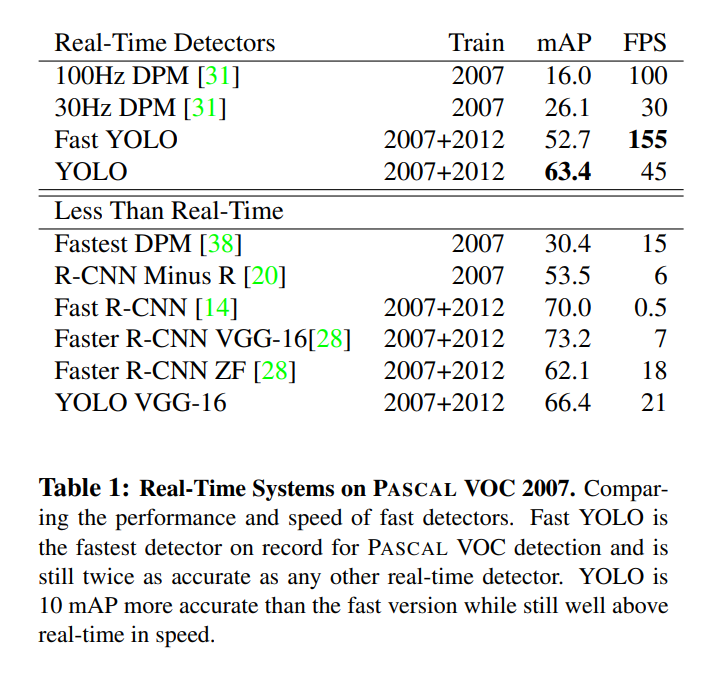 Real-Time Detectors Train mAP FPS
100Hz DPM [31] 2007 16.0 100
30Hz DPM [31] 2007 26.1 30
Fast YOLO 2007+2012 52.7 155
YOLO 2007+2012 63.4 45
Less Than Real-Time
Fastest DPM [38] 2007 30.4 15
R-CNN Minus R [20] 2007 53.5 6
Fast R-CNN [14] 2007+2012 70.0 0.5
Faster R-CNN VGG-16[28] 2007+2012 73.2 7
Faster R-CNN ZF [28] 2007+2012 62.1 18
YOLO VGG-16 2007+2012 66.4 21
Table 1: Real-Time Systems on PASCAL VOC 2007. Compar-
ing the performance and speed of fast detectors. Fast YOLO is
the fastest detector on record for PASCAL VOC detection and is
still twice as accurate as any other real-time detector. YOLO is
10 mAP more accurate than the fast version while still well above
real-time in speed.